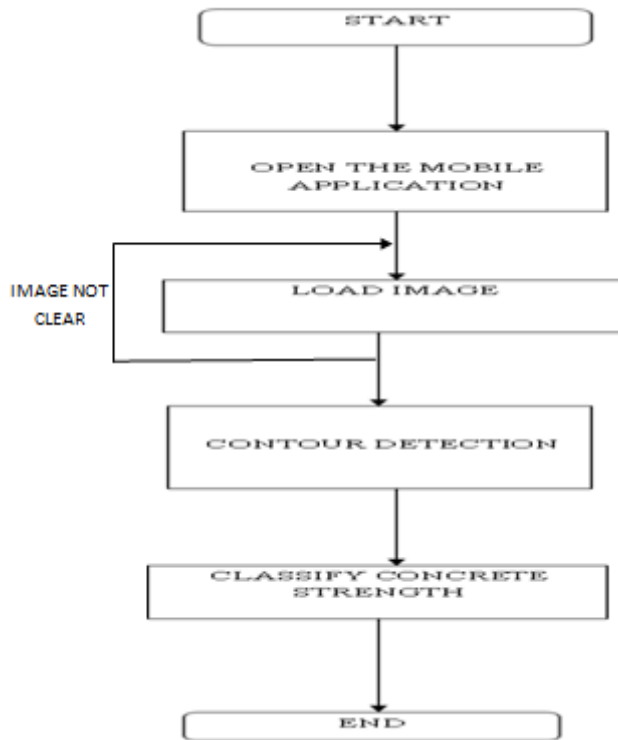 START
OPEN THE MOBILE
APPLICATION
IMAGE NOT
CLEAR
LOAD IMAGE
CONTOUR DETECTION
CLASSIFY CONCRETE
STRENGTH
END